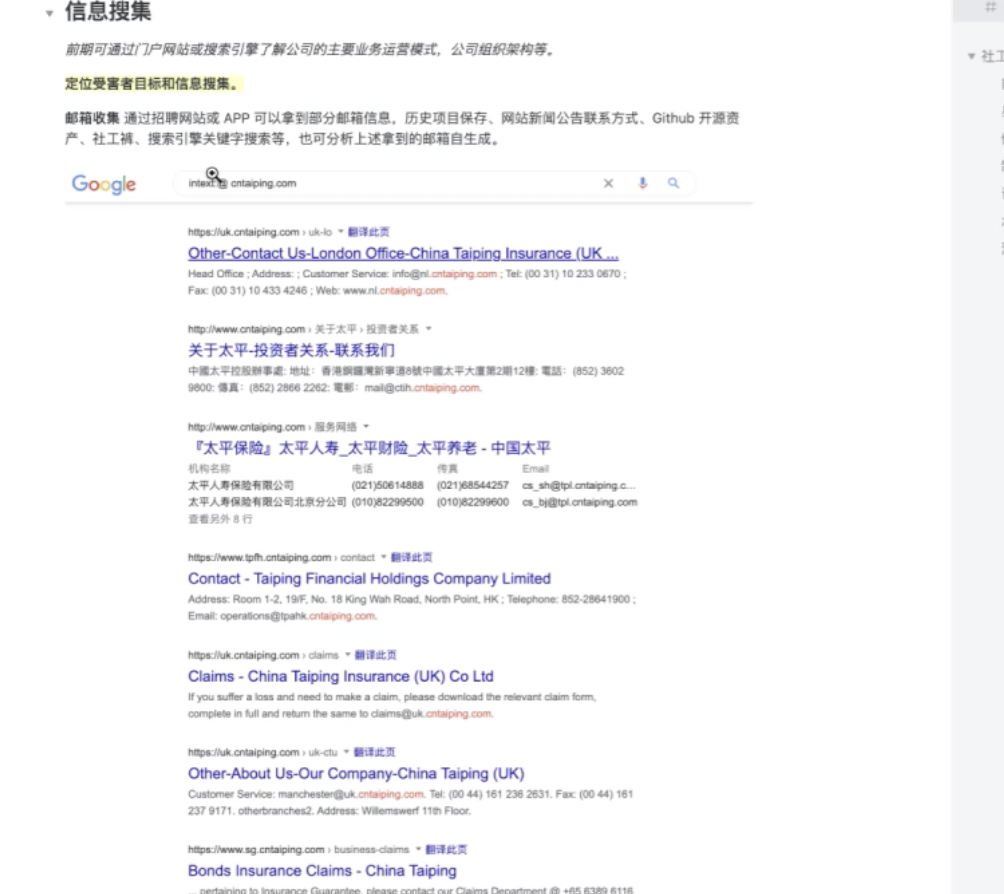 信息搜集
前期可通过门户网站或搜索引擎了解公司的主要业务运营模式，公司组织架构等。
定位受害者目标和信息搜集。
邮箱收集 通过招聘网站或 APP 可以拿到部分邮箱信息，历史项目保存、网站新闻公告联系方式、Github 开源资
产、社工裤、搜索引擎关键字搜索等，也可分析上述拿到的邮箱自生成。
Google
intext:@ cntaiping.com
https://uk.cntaiping.com › uk-lo ▼ 翻译此页
Other-Contact Us-London Office-China Taiping Insurance (UK ...
Head Office ; Address: ; Customer Service: info@nl.cntaiping.com ; Tel: (00 31) 10 233 0670 ;
Fax: (00 31) 10 433 4246 ; Web: www.nl.cntaiping.com.
http://www.cntaiping.com › 关于太平 › 投资者关系 ▼
关于太平-投资者关系-联系我们
中國太平控股辦事處: 地址： 香港銅鑼灣新寧道8號中國太平大廈第2期12樓: 電話： (852) 3602
9800: 傳真： (852) 2866 2262: 電郵： mail@ctih.cntaiping.com.
http://www.cntaiping.com › 服务网络 ▼
『太平保险』太平人寿_太平财险_太平养老 - 中国太平
机构名称 电话 传真 Email
太平人寿保险有限公司 (021)50614888 (021)68544257 cs_sh@tpl.cntaiping.c...
太平人寿保险有限公司北京分公司 (010)82299500 (010)82299600 cs_bj@tpl.cntaiping.com
查看另外 8 行
https://www.tpfh.cntaiping.com › contact ▼ 翻译此页
Contact - Taiping Financial Holdings Company Limited
Address: Room 1-2, 19/F, No. 18 King Wah Road, North Point, HK ; Telephone: 852-28641900 ;
Email: operations@tpahk.cntaiping.com.
https://uk.cntaiping.com › claims ▼ 翻译此页
Claims - China Taiping Insurance (UK) Co Ltd
If you suffer a loss and need to make a claim, please download the relevant claim form,
complete in full and return the same to claims@uk.cntaiping.com.
https://uk.cntaiping.com › uk-ctu ▼ 翻译此页
Other-About Us-Our Company-China Taiping (UK)
Customer Service: manchester@uk.cntaiping.com. Tel: (00 44) 161 236 2631. Fax: (00 44) 161
237 9171. otherbranches2. Address: Willemswerf 11th Floor.
https://www.sg.cntaiping.com › business-claims ▼ 翻译此页
Bonds Insurance Claims - China Taiping
... pertaining to Insurance Guarantee, please contact our Claims Department @ +65 6389 6116
#
社工